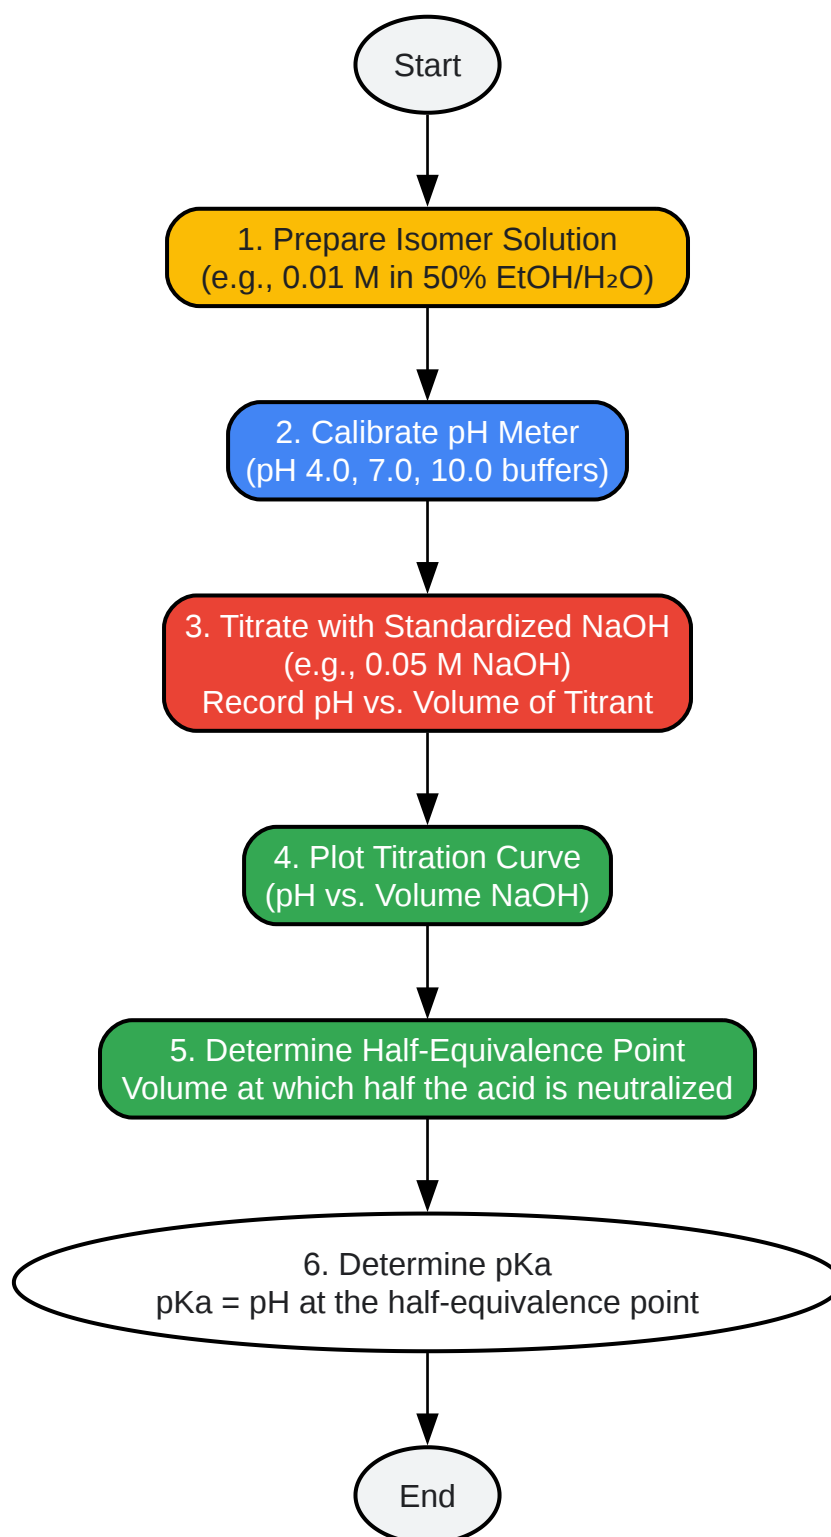 Start
1. Prepare Isomer Solution
(e.g., 0.01 M in 50% EtOH/H₂O)
2. Calibrate pH Meter
(pH 4.0, 7.0, 10.0 buffers)
3. Titrate with Standardized NaOH
(e.g., 0.05 M NaOH)
Record pH vs. Volume of Titrant
4. Plot Titration Curve
(pH vs. Volume NaOH)
5. Determine Half-Equivalence Point
Volume at which half the acid is neutralized
6. Determine pKa
pKa = pH at the half-equivalence point
End